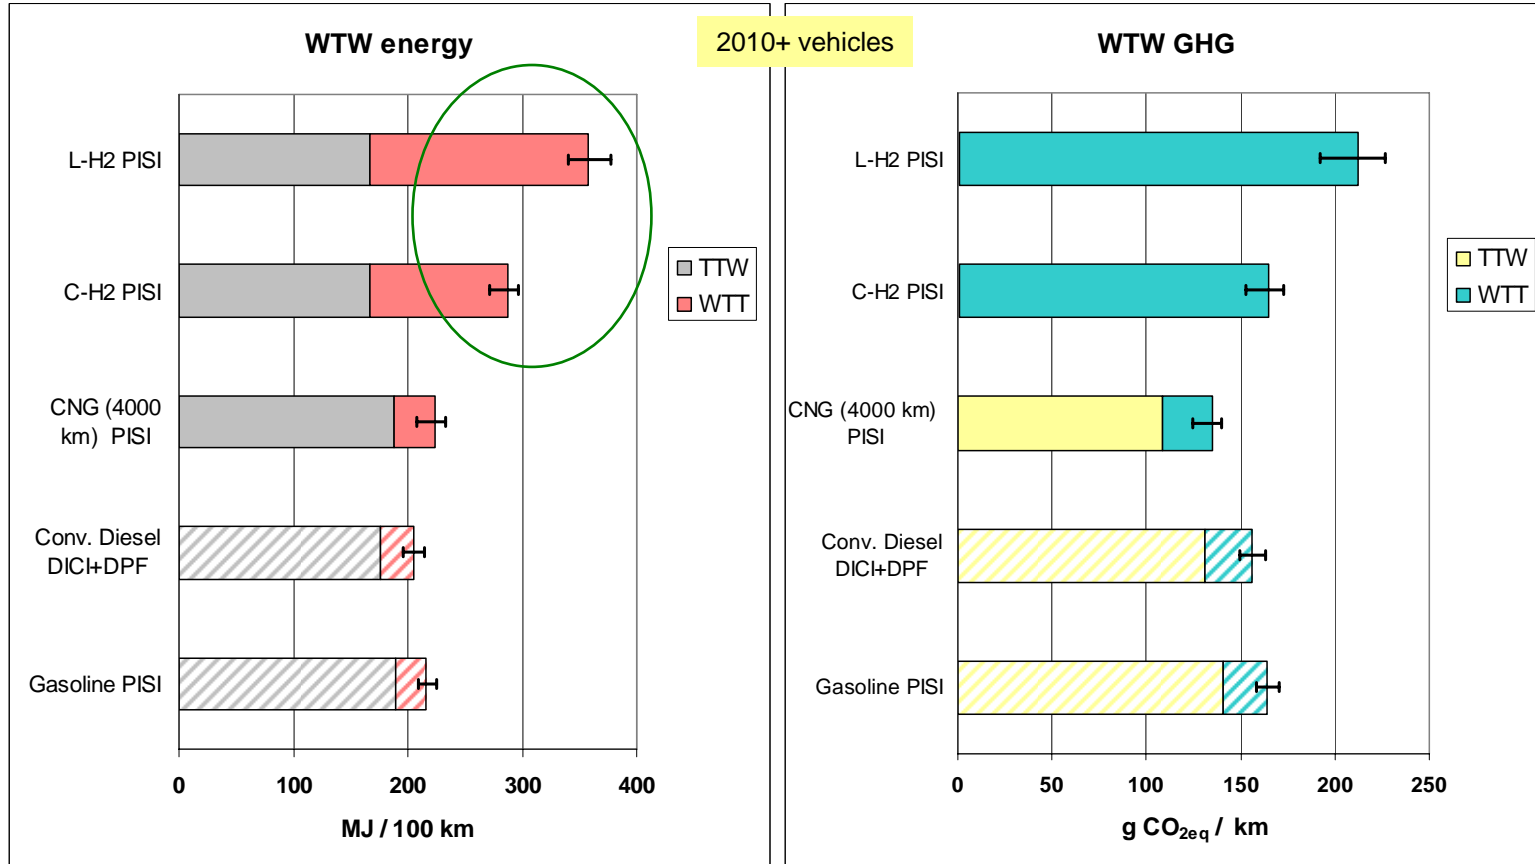 2010+ vehicles
WTW energy
L-H2 PISI
C-H2 PISI
CNG (4000
km) PISI
Conv. Diesel
DICI+DPF
Gasoline PISI
0 100 200 300 400
MJ / 100 km
TTW
WTT
WTW GHG
L-H2 PISI
C-H2 PISI
CNG (4000 km)
PISI
Conv. Diesel
DICI+DPF
Gasoline PISI
0 50 100 150 200 250
g CO2eq / km
TTW
WTT